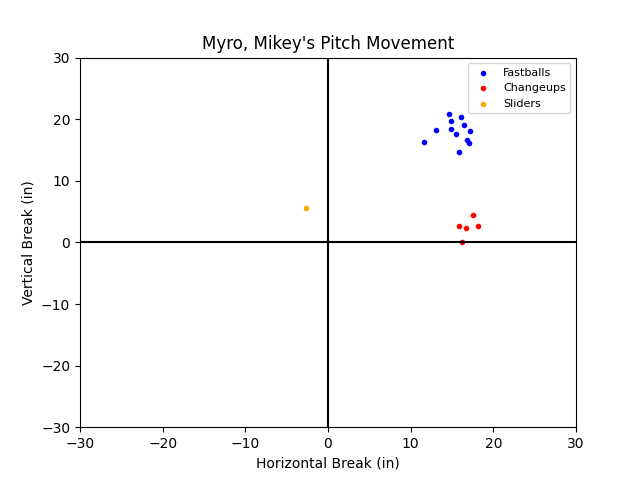 Myro, Mikey's Pitch Movement
Fastballs
Changeups
Sliders
Vertical Break (in)
30
20
10
0
−10
−20
−30
−30
−20
−10
0
10
20
30
Horizontal Break (in)